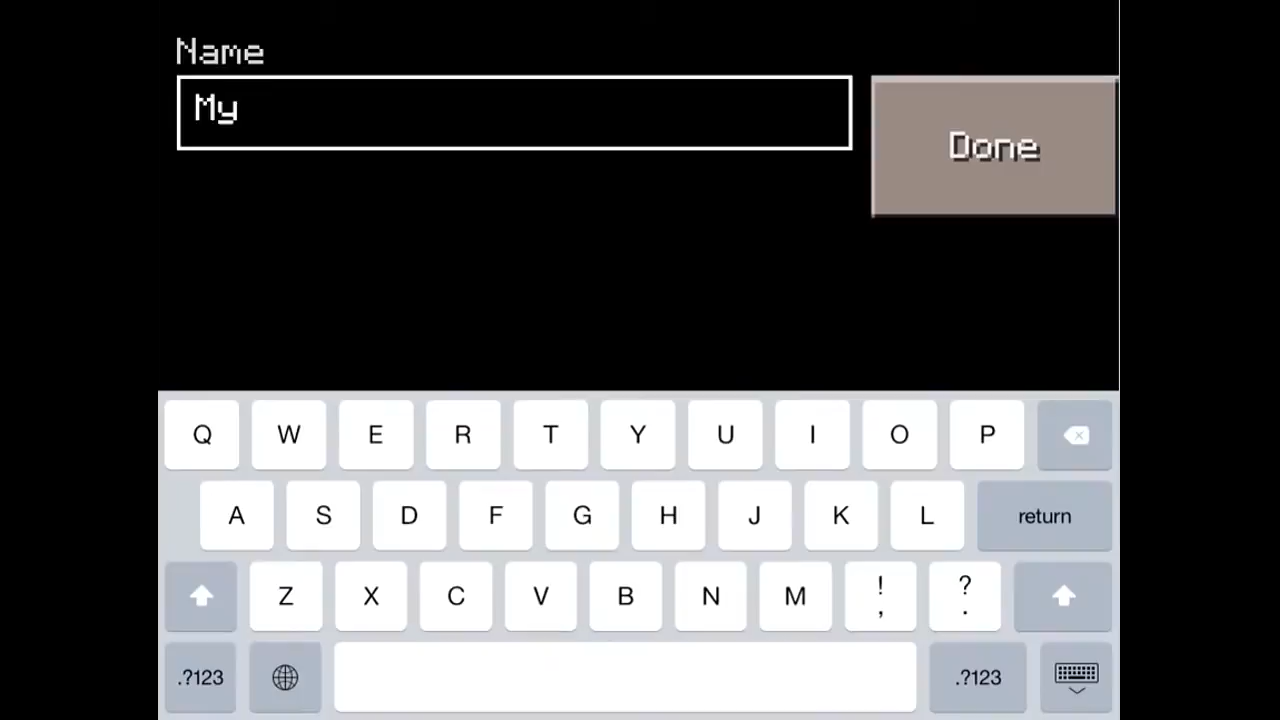 Name
My
Done
Q W E R T Y U I O P
A S D F G H J K L return
Z X C V B N M ! , ? .
.?123 .?123